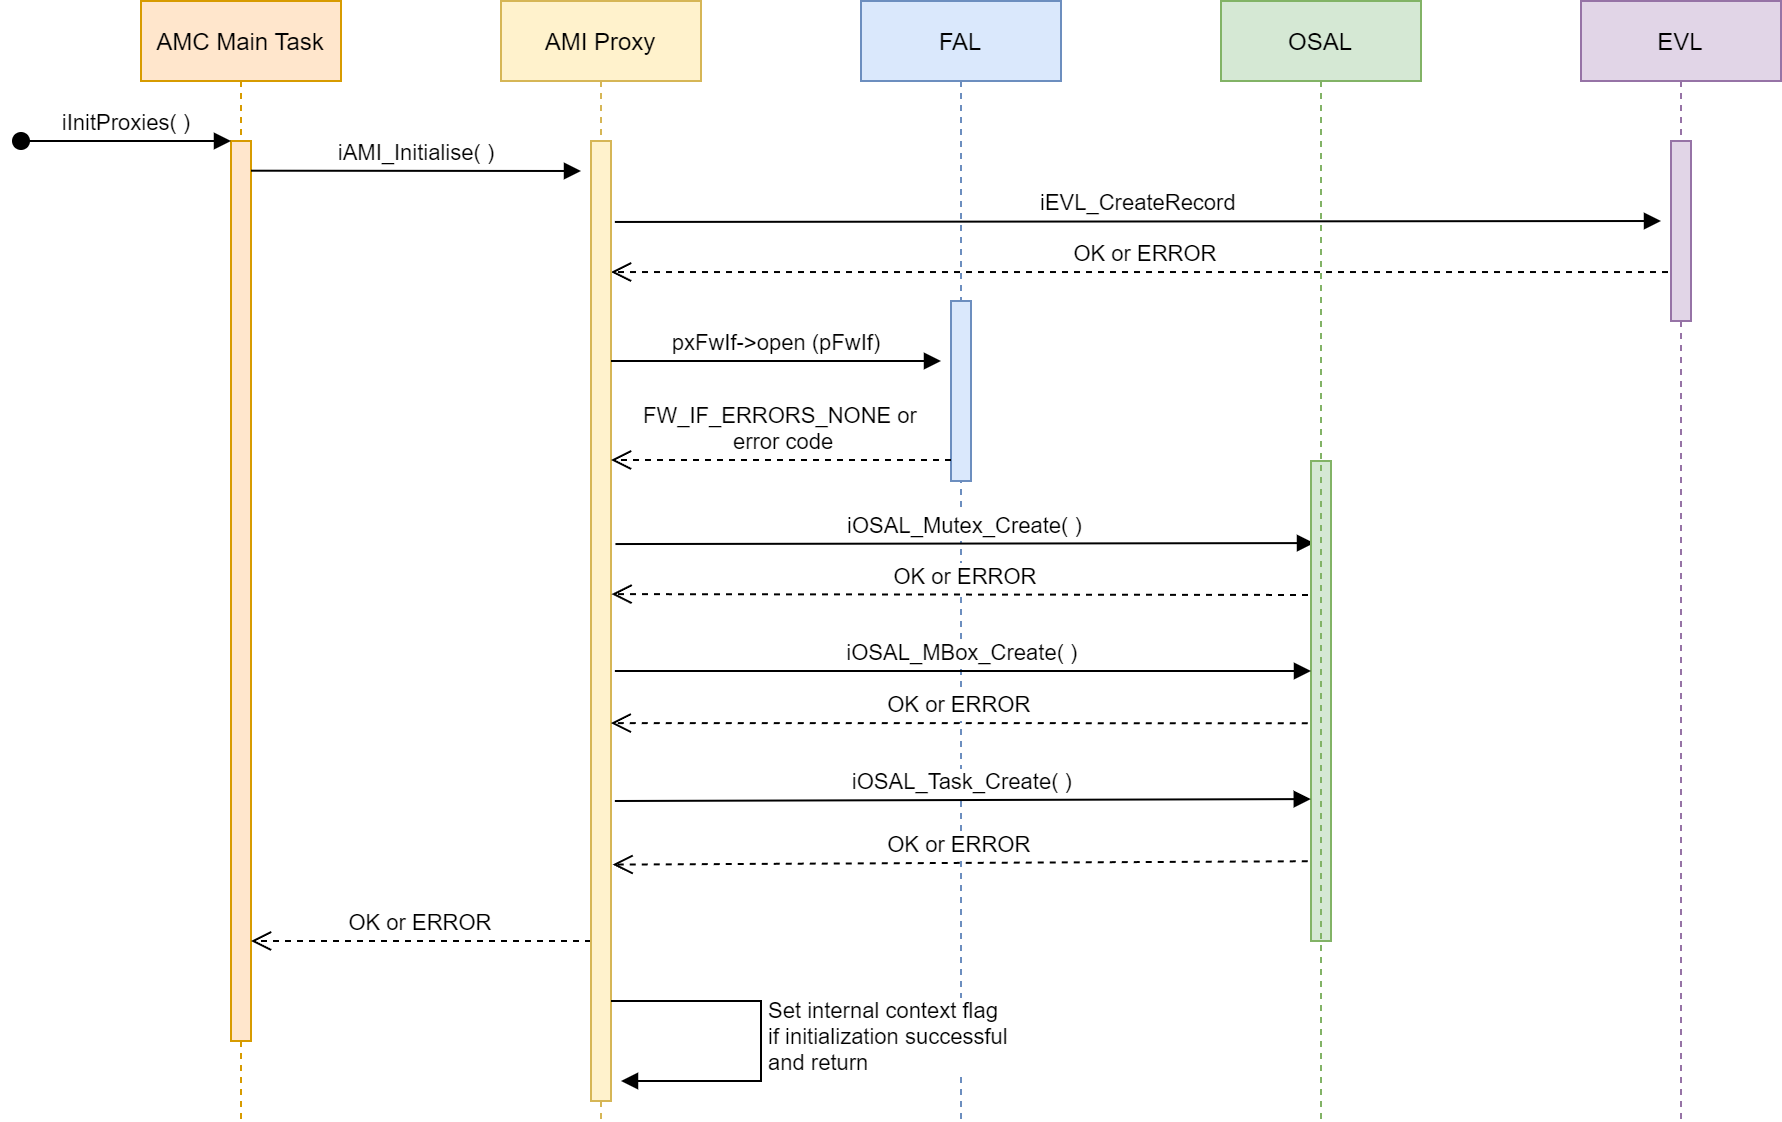 AMC Main Task
AMI Proxy
FAL
OSAL
EVL
iInitProxies( )
iAMI_Initialise( )
iEVL_CreateRecord
OK or ERROR
pxFwIf->open (pFwIf)
FW_IF_ERRORS_NONE or
error code
iOSAL_Mutex_Create( )
OK or ERROR
iOSAL_MBox_Create( )
OK or ERROR
iOSAL_Task_Create( )
OK or ERROR
OK or ERROR
Set internal context flag
if initialization successful
and return